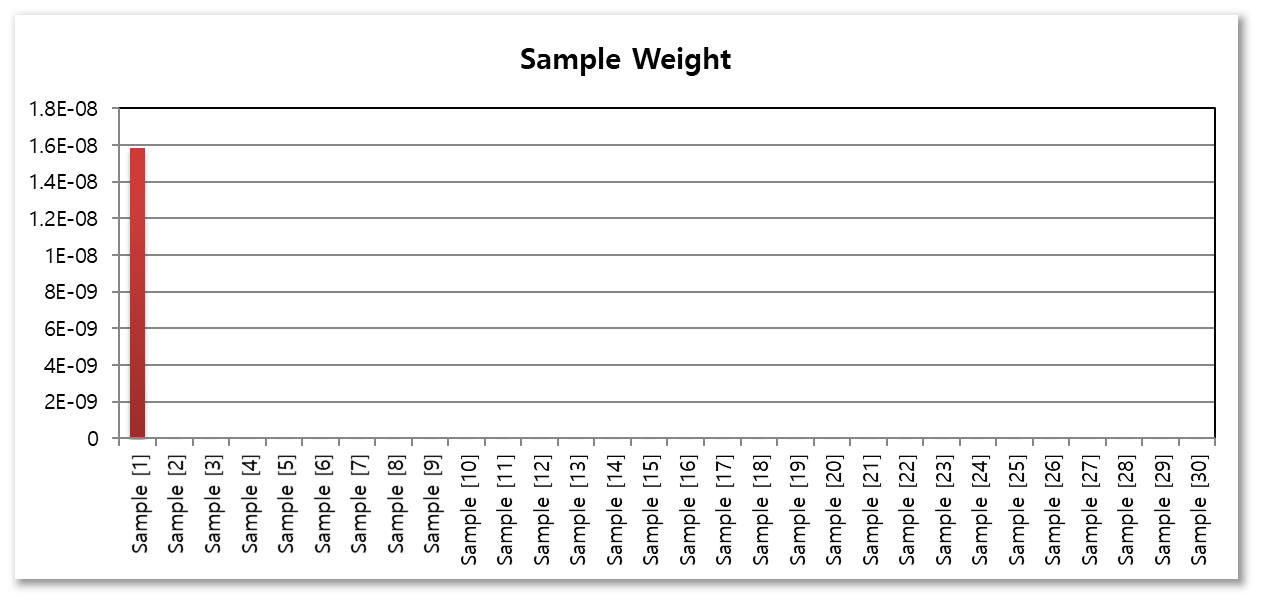 Sample Weight
1.8E-08
1.6E-08
1.4E-08
1.2E-08
1E-08
8E-09
6E-09
4E-09
2E-09
0
Sample [1]
Sample [2]
Sample [3]
Sample [4]
Sample [5]
Sample [6]
Sample [7]
Sample [8]
Sample [9]
Sample [10]
Sample [11]
Sample [12]
Sample [13]
Sample [14]
Sample [15]
Sample [16]
Sample [17]
Sample [18]
Sample [19]
Sample [20]
Sample [21]
Sample [22]
Sample [23]
Sample [24]
Sample [25]
Sample [26]
Sample [27]
Sample [28]
Sample [29]
Sample [30]